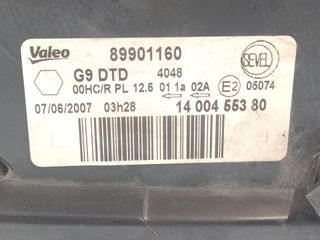 Valeo 89901160 SEVEL
G9 DTD 4048
00HC/R PL 12.5 01 1a 02A E2 05074
07/06/2007 03h28 14 004 553 80